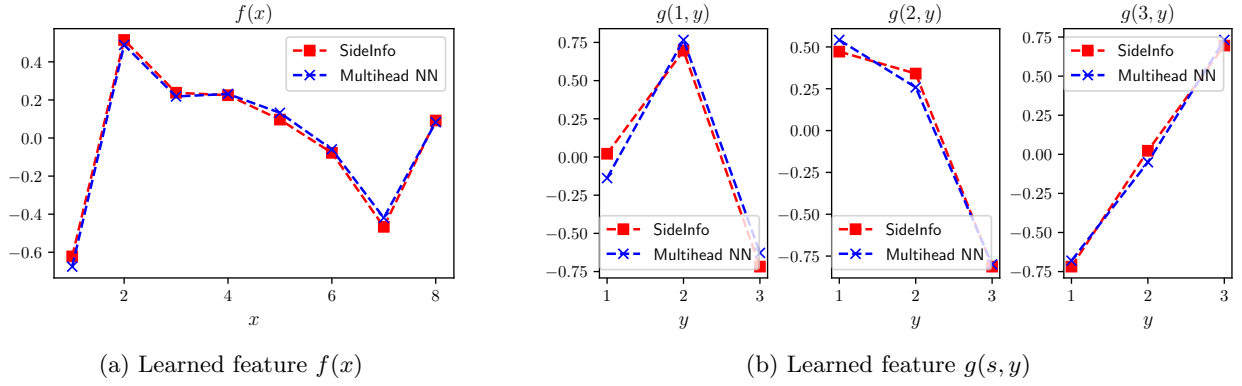 f(x)
0.4
0.2
0.0
−0.2
−0.4
−0.6
2
4
6
8
x
SideInfo
Multihead NN
(a) Learned feature f(x)
g(1, y)
0.75
0.50
0.25
0.00
−0.25
−0.50
−0.75
1
2
3
y
SideInfo
Multihead NN
g(2, y)
0.50
0.25
0.00
−0.25
−0.50
−0.75
1
2
3
y
SideInfo
Multihead NN
g(3, y)
0.75
0.50
0.25
0.00
−0.25
−0.50
−0.75
1
2
3
y
SideInfo
Multihead NN
(b) Learned feature g(s, y)